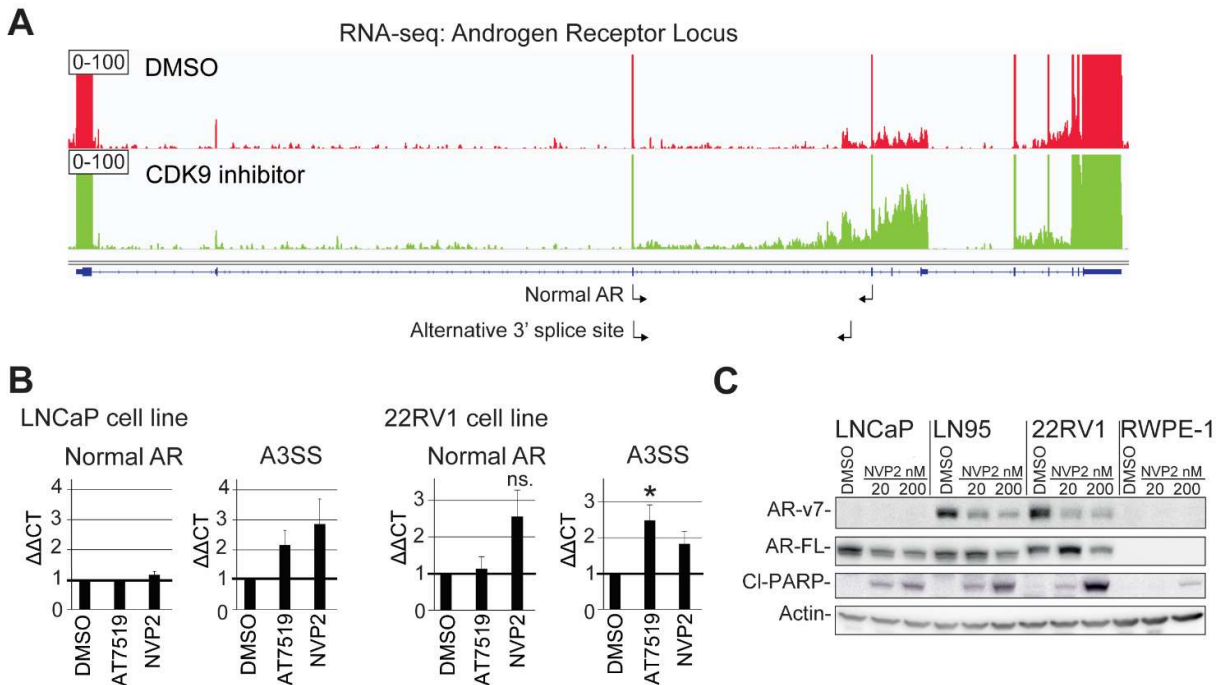 A
RNA-seq: Androgen Receptor Locus
0-100 DMSO
0-100
CDK9 inhibitor
Normal AR
Alternative 3' splice site
B
LNCaP cell line
Normal AR
4
3
2
1
0
ΔΔCT
DMSO
AT7519
NVP2
A3SS
4
3
2
1
0
ΔΔCT
DMSO
AT7519
NVP2
22RV1 cell line
Normal AR
ns.
3
2
1
0
ΔΔCT
DMSO
AT7519
NVP2
A3SS
*
3
2
1
0
ΔΔCT
DMSO
AT7519
NVP2
C
LNCaP LN95 22RV1 RWPE-1
DMSO NVP2 nM DMSO NVP2 nM DMSO NVP2 nM DMSO NVP2 nM
20 200 20 200 20 200 20 200
AR-v7-
AR-FL-
Cl-PARP-
Actin-